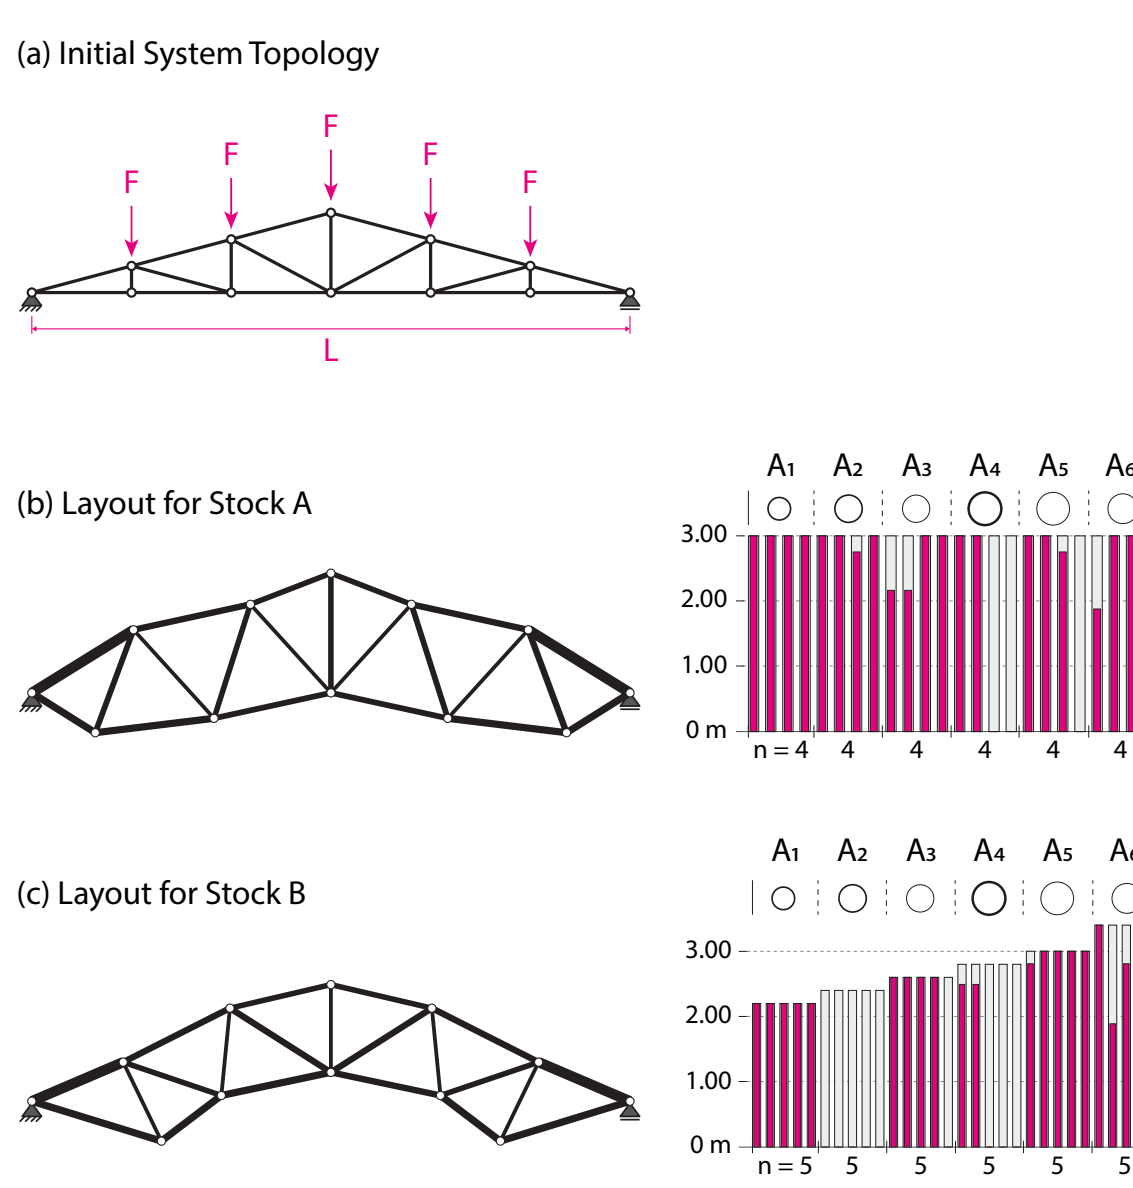 (a) Initial System Topology
F
F F
F F
L
A1 A2 A3 A4 A5 A6
(b) Layout for Stock A
3.00
2.00
1.00
0 m
n = 4 4 4 4 4 4
A1 A2 A3 A4 A5 A6
(c) Layout for Stock B
3.00
2.00
1.00
0 m
n = 5 5 5 5 5 5